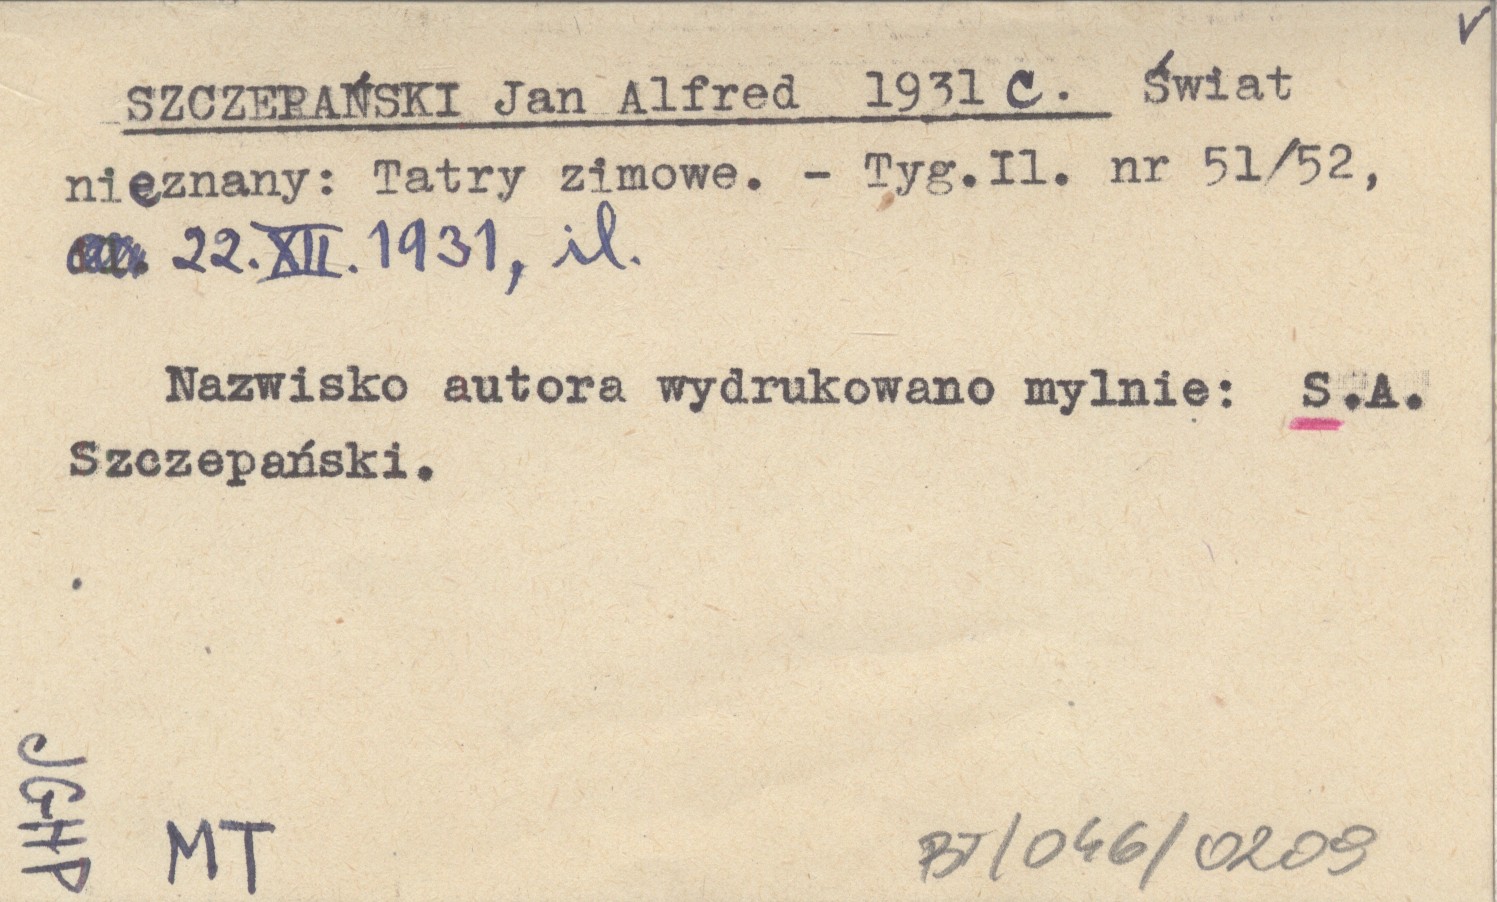 SZCZEPAŃSKI Jan Alfred 1931 c. Świat
nieznany: Tatry zimowe. - Tyg.Il. nr 51/52,
22.XII.1931, il.
Nazwisko autora wydrukowano mylnie: S.A.
Szczepański.
JGHP
MT
BT/046/0209